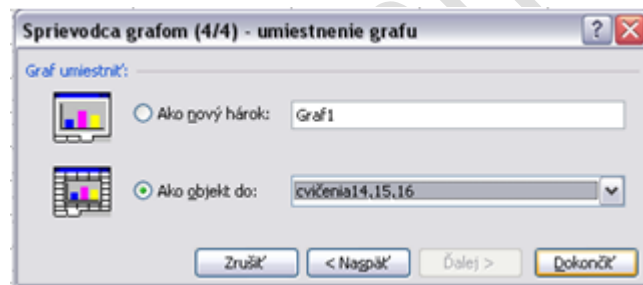 Sprievodca grafom (4/4) - umiestnenie grafu
Graf umiestniť:
Ako nový hárok: Graf1
Ako objekt do: cvičenia14,15,16
Zrušiť < Naspäť Ďalej > Dokončiť